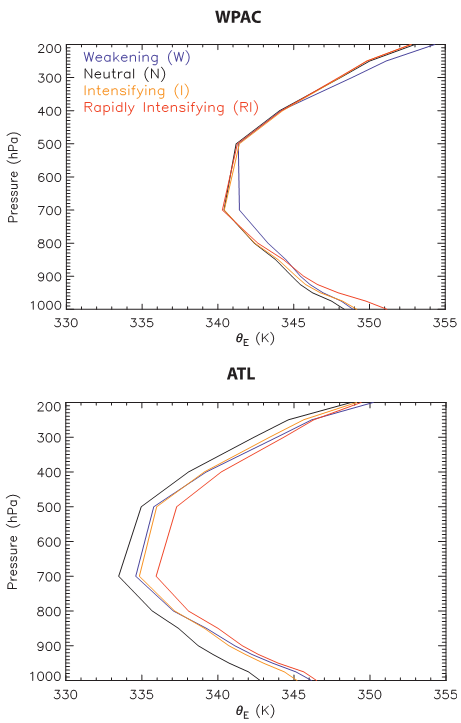 WPAC
Weakening (W)
Neutral (N)
Intensifying (I)
Rapidly Intensifying (RI)
200
300
400
500
600
700
800
900
1000
Pressure (hPa)
330 335 340 345 350 355
θE (K)
ATL
200
300
400
500
600
700
800
900
1000
Pressure (hPa)
330 335 340 345 350 355
θE (K)